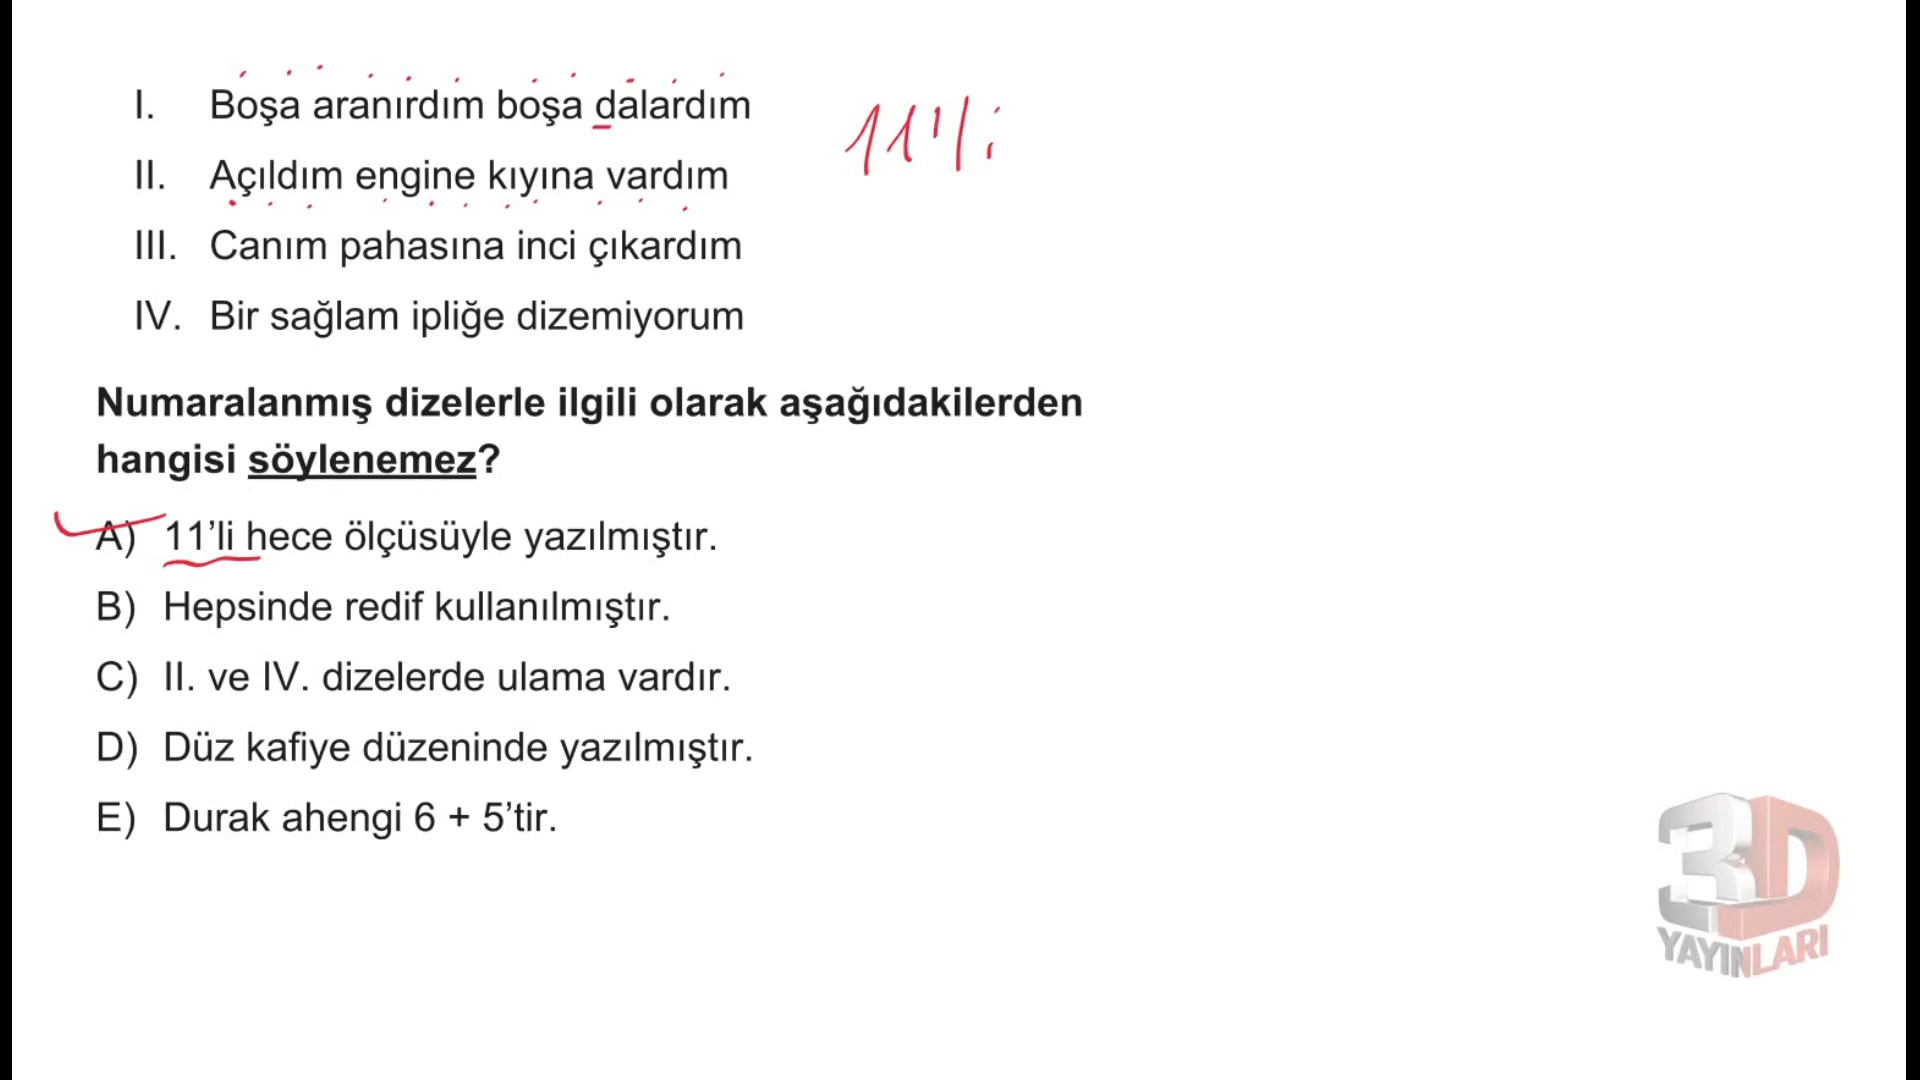 I. Boşa aranırdım boşa dalardım
11'li
II. Açıldım engine kıyına vardım
III. Canım pahasına inci çıkardım
IV. Bir sağlam ipliğe dizemiyorum
Numaralanmış dizelerle ilgili olarak aşağıdakilerden
hangisi söylenemez?
A) 11’li hece ölçüsüyle yazılmıştır.
B) Hepsinde redif kullanılmıştır.
C) II. ve IV. dizelerde ulama vardır.
D) Düz kafiye düzeninde yazılmıştır.
E) Durak ahengi 6 + 5’tir.
3D
YAYINLARI